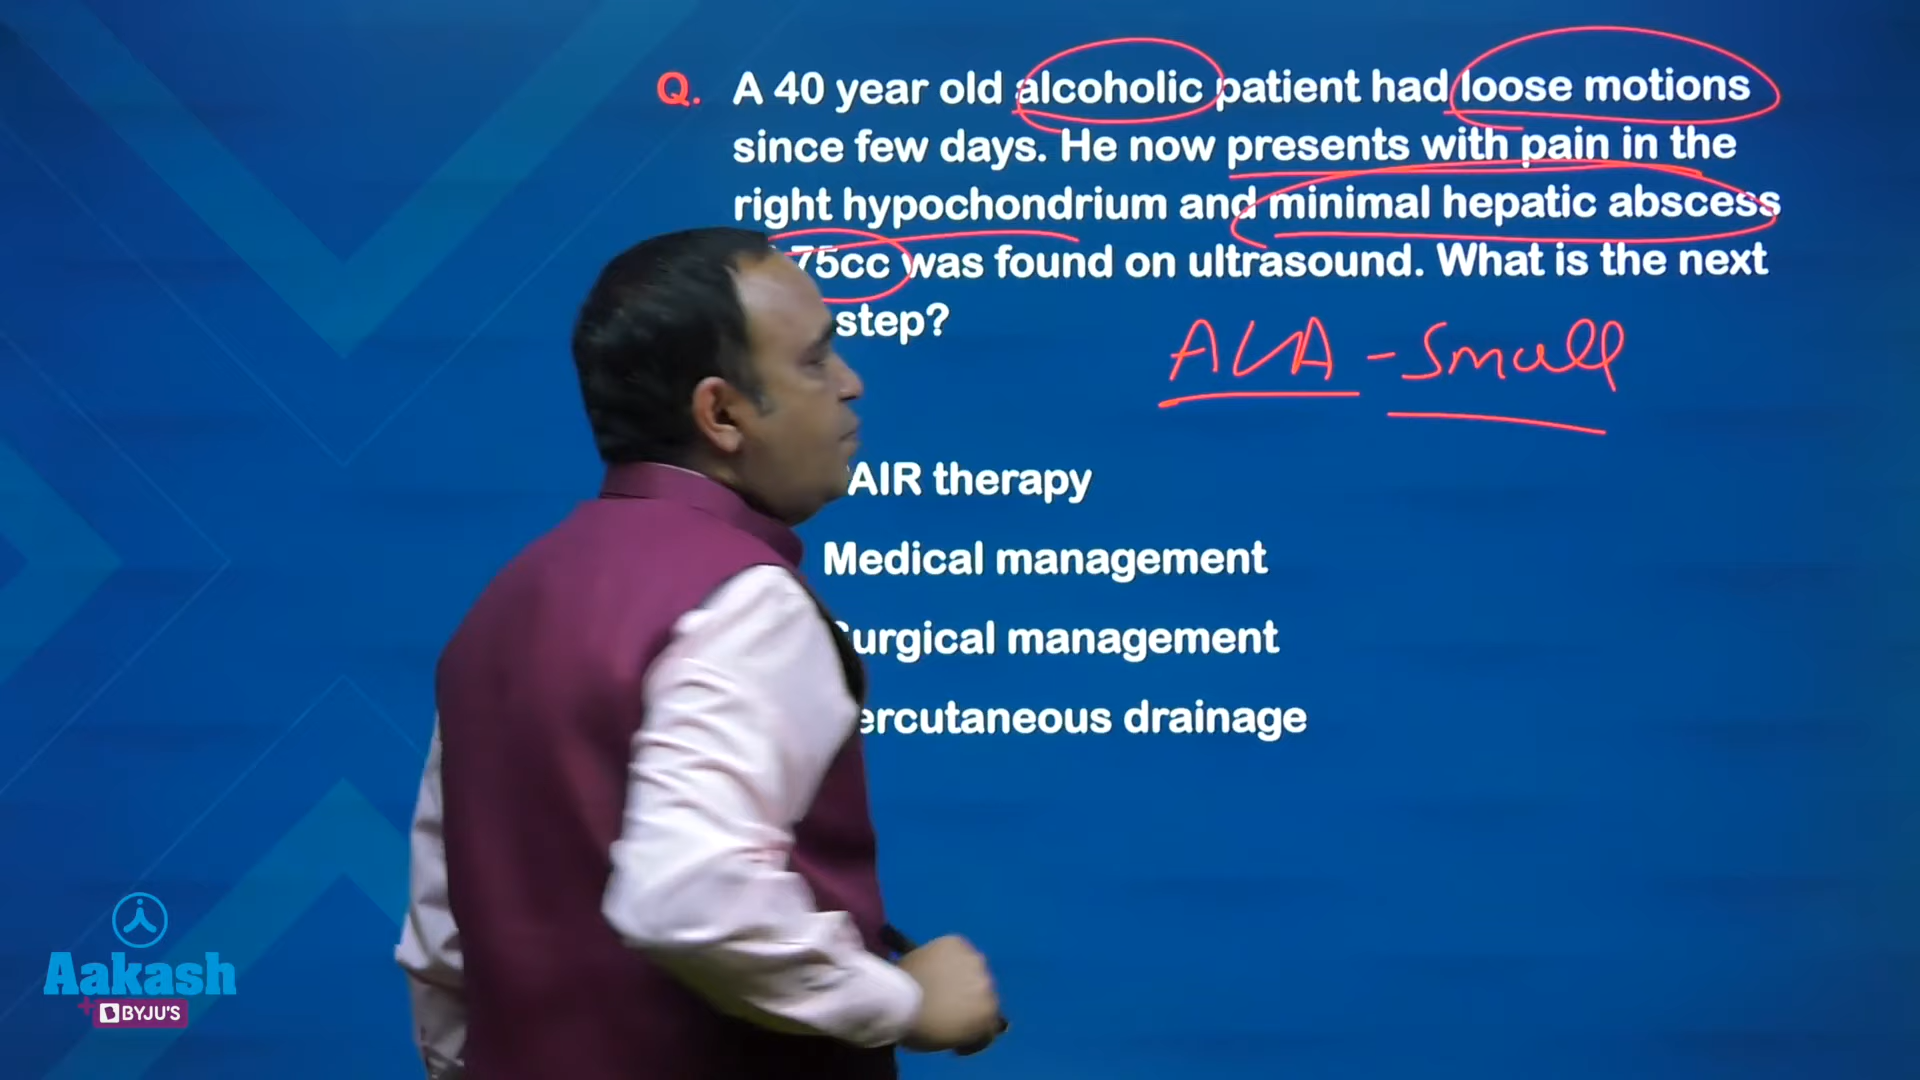 Q. A 40 year old alcoholic patient had loose motions
since few days. He now presents with pain in the
right hypochondrium and minimal hepatic abscess
75cc was found on ultrasound. What is the next
step?
ALA - Small
AIR therapy
Medical management
urgical management
ercutaneous drainage
Aakash
+ BYJU'S